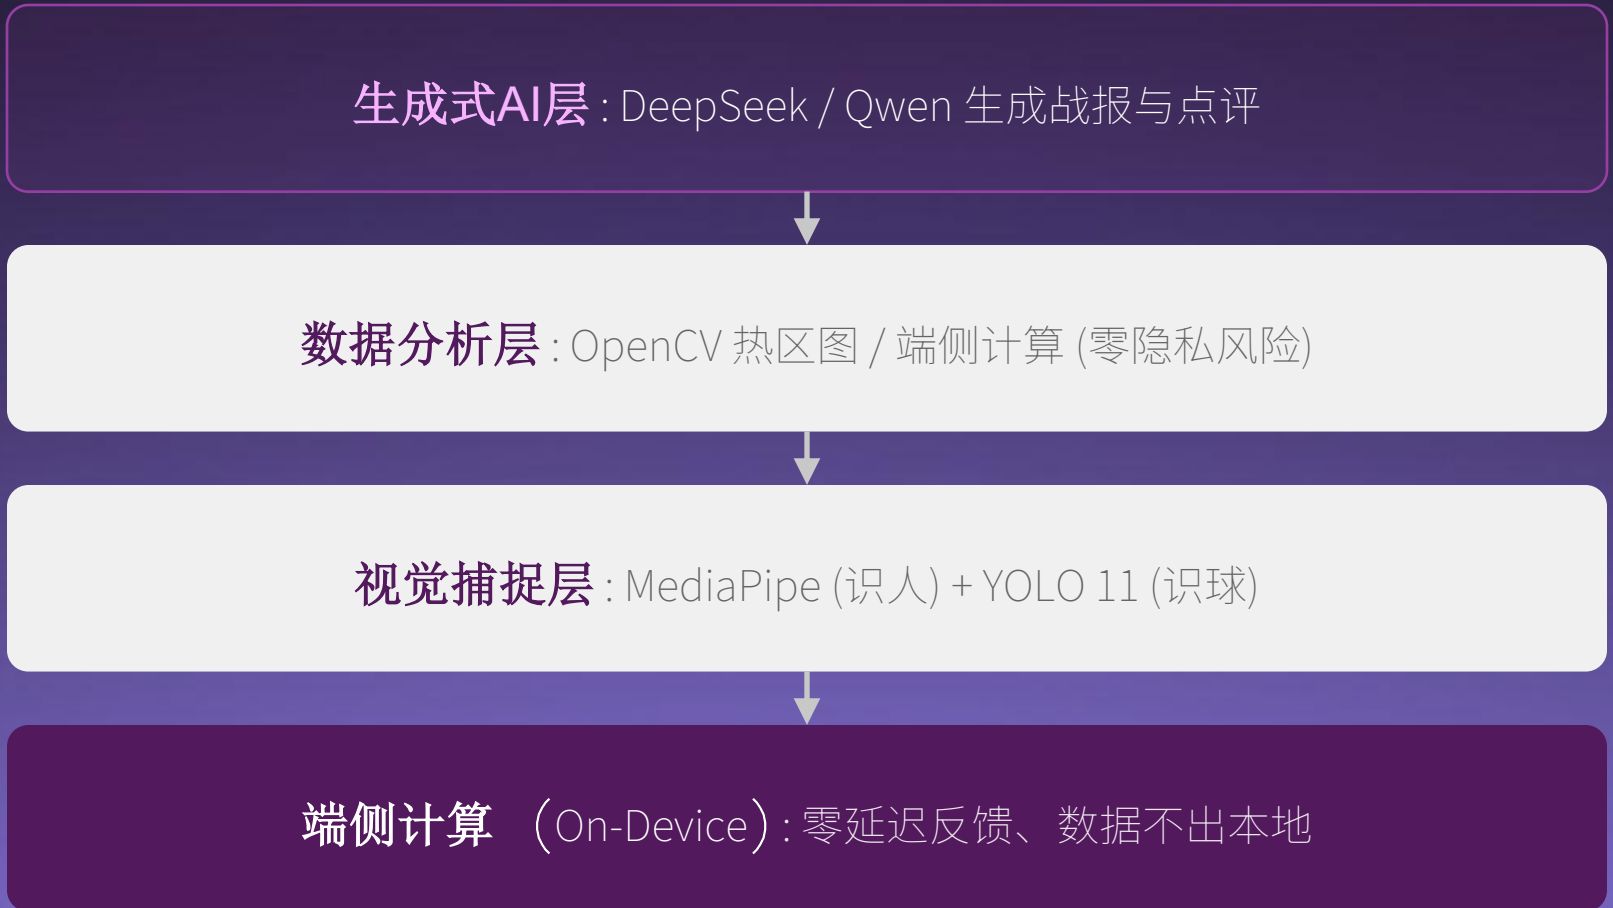 生成式AI层 : DeepSeek / Qwen 生成战报与点评
数据分析层 : OpenCV 热区图 / 端侧计算 (零隐私风险)
视觉捕捉层 : MediaPipe (识人) + YOLO 11 (识球)
端侧计算 （On-Device）: 零延迟反馈、数据不出本地